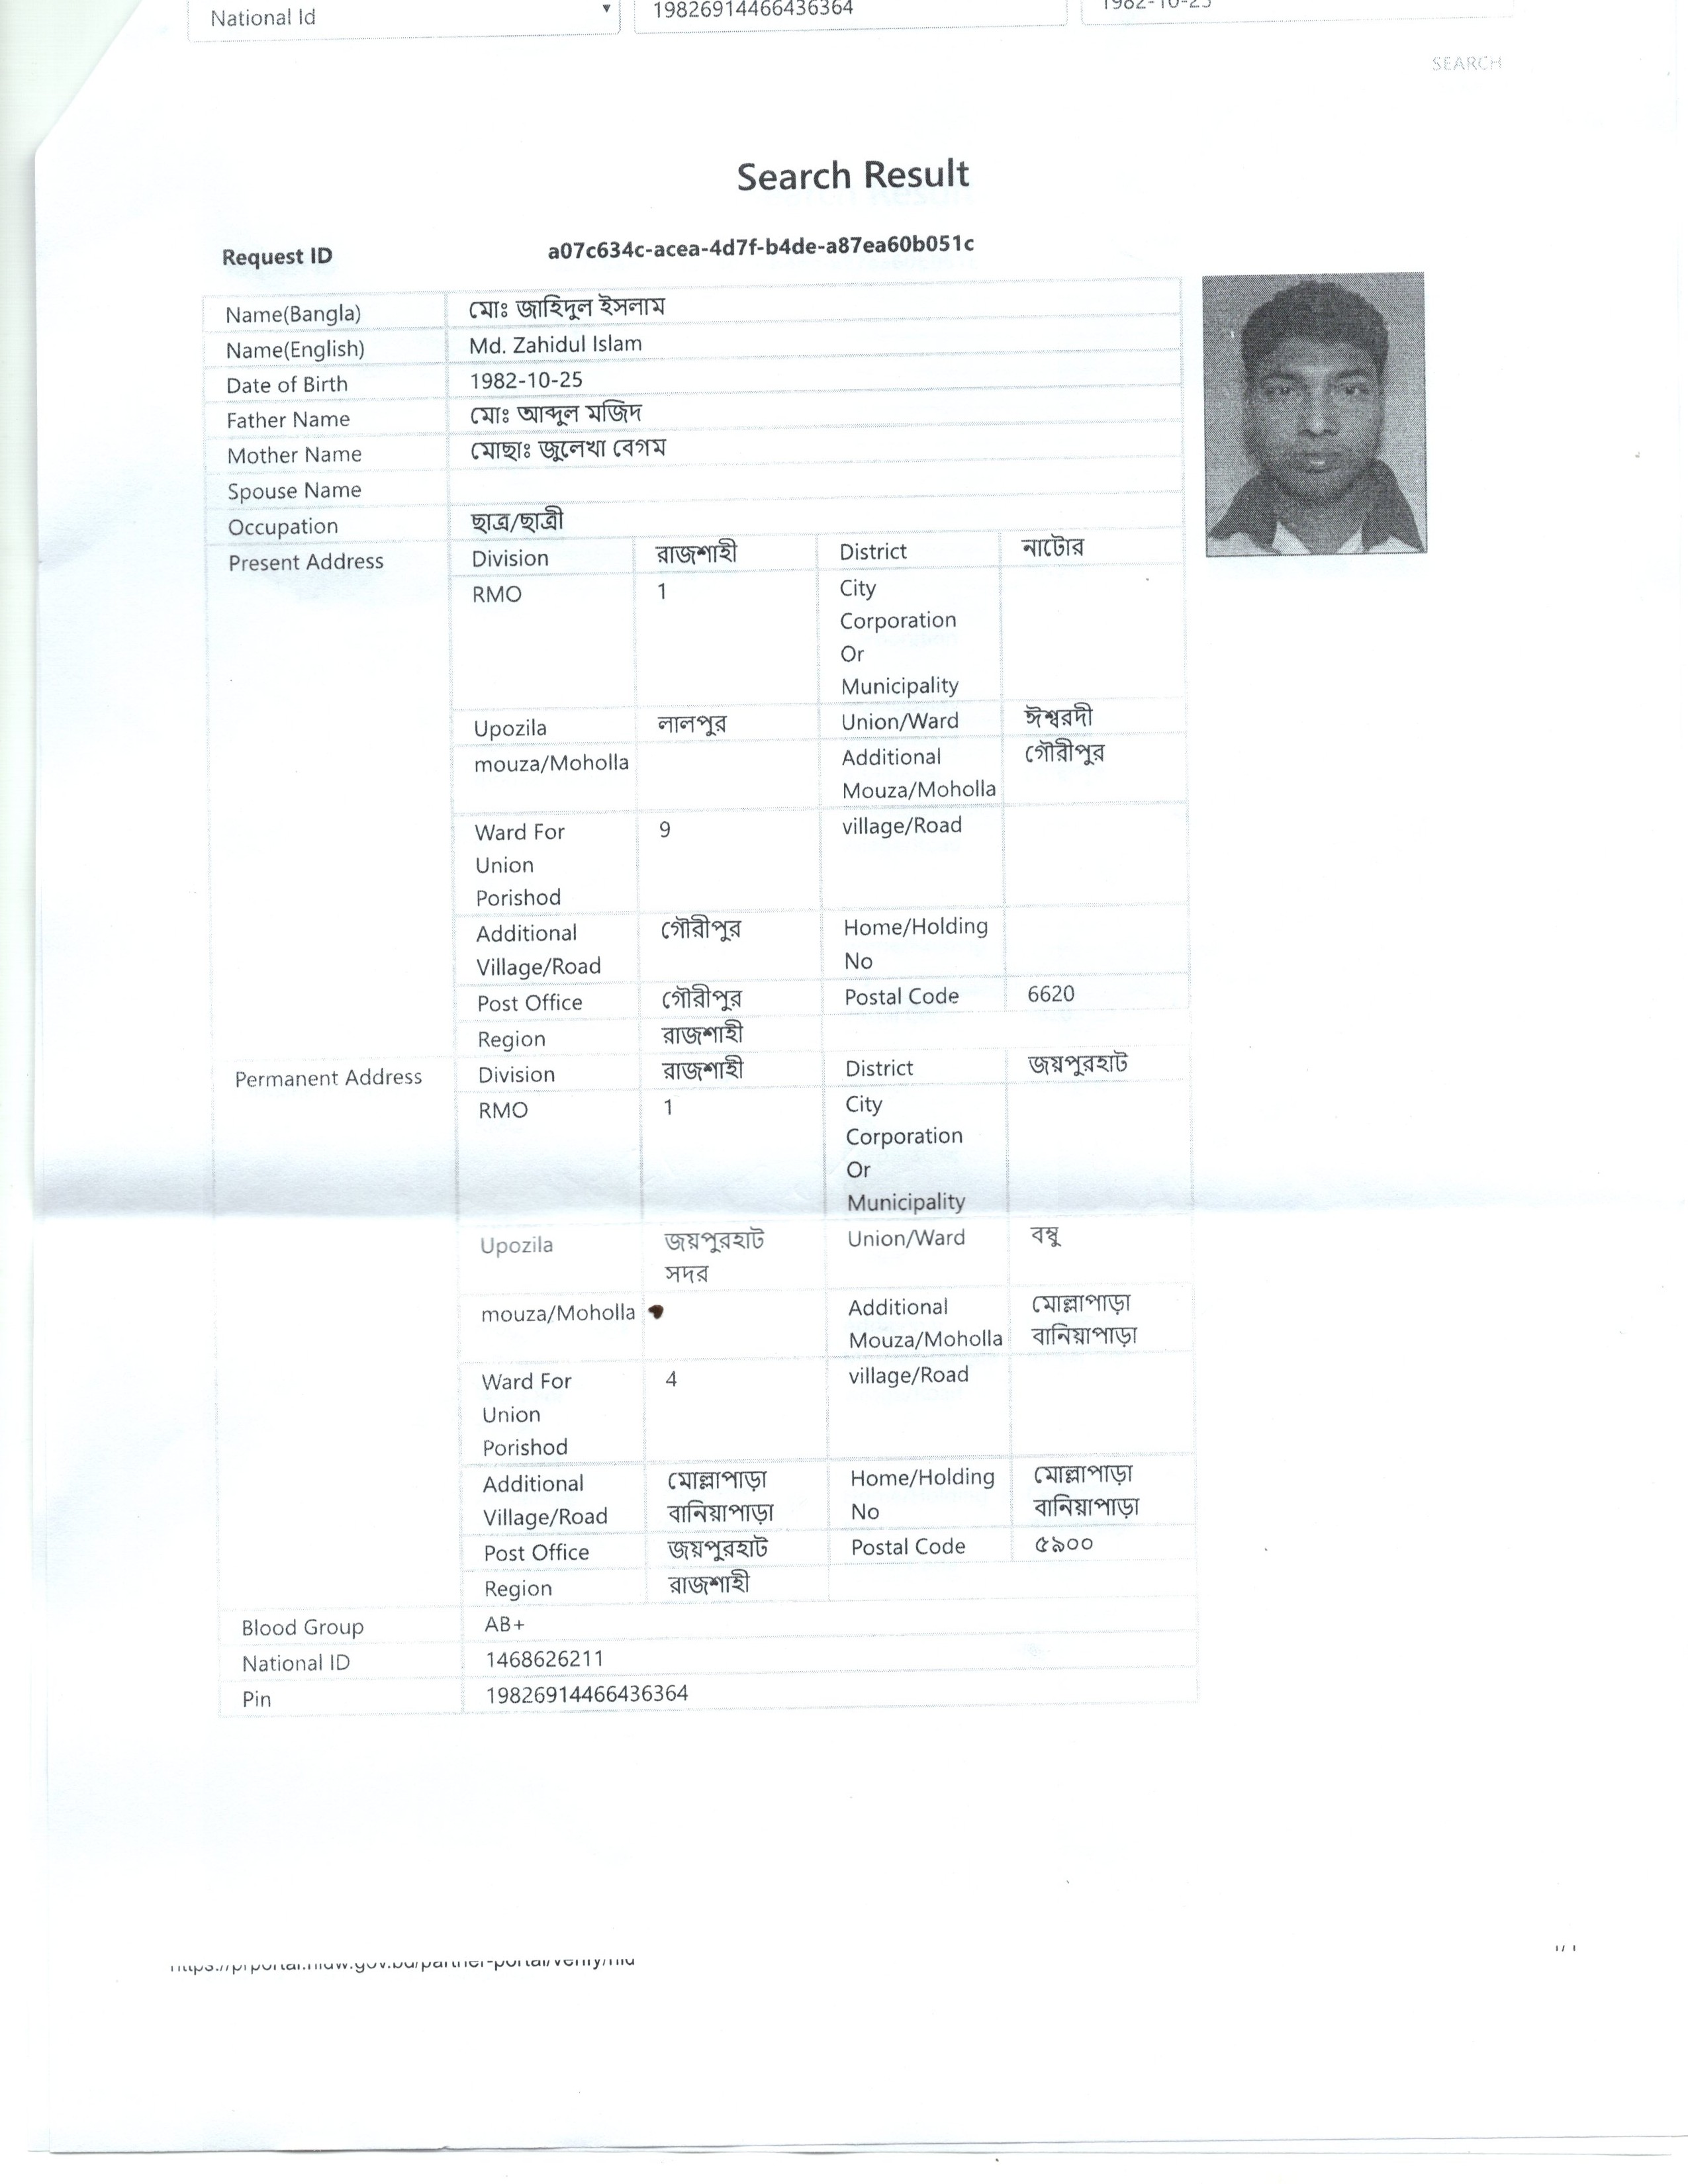 National Id 19826914466436364 1982-10-25
SEARCH
Search Result
Request ID a07c634c-acea-4d7f-b4de-a87ea60b051c
Name(Bangla) মোঃ জাহিদুল ইসলাম
Name(English) Md. Zahidul Islam
Date of Birth 1982-10-25
Father Name মোঃ আব্দুল মজিদ
Mother Name মোছাঃ জুলেখা বেগম
Spouse Name
Occupation ছাত্র/ছাত্রী
Present Address Division রাজশাহী District নাটোর
RMO 1 City
Corporation
Or
Municipality
Upozila লালপুর Union/Ward ঈশ্বরদী
mouza/Moholla Additional গৌরীপুর
Mouza/Moholla
Ward For 9 village/Road
Union
Porishod
Additional গৌরীপুর Home/Holding
Village/Road No
Post Office গৌরীপুর Postal Code 6620
Region রাজশাহী
Permanent Address Division রাজশাহী District জয়পুরহাট
RMO 1 City
Corporation
Or
Municipality
Upozila জয়পুরহাট Union/Ward বম্বু
সদর
mouza/Moholla Additional মোল্লাপাড়া
Mouza/Moholla বানিয়াপাড়া
Ward For 4 village/Road
Union
Porishod
Additional মোল্লাপাড়া Home/Holding মোল্লাপাড়া
Village/Road বানিয়াপাড়া No বানিয়াপাড়া
Post Office জয়পুরহাট Postal Code ৫৯০০
Region রাজশাহী
Blood Group AB+
National ID 1468626211
Pin 19826914466436364
https://prportal.nidw.gov.bd/partner-portal/verify/nid 1/1